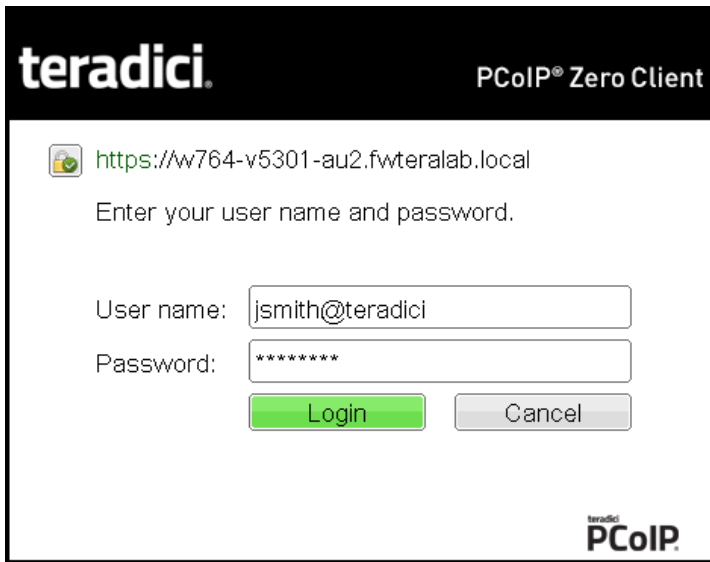 teradici®
PCoIP® Zero Client
https://w764-v5301-au2.fwteralab.local
Enter your user name and password.
User name: jsmith@teradici
Password: ********
Login Cancel
teradici
PCoIP®